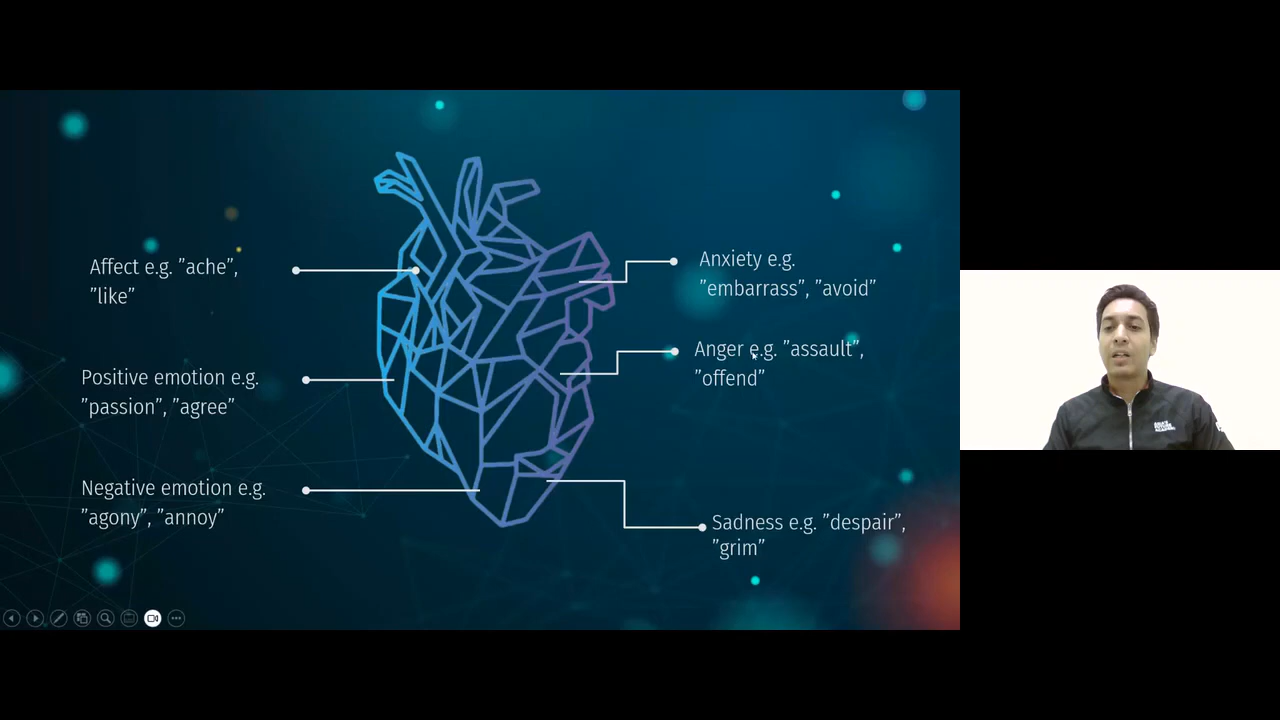 Affect e.g. ”ache”,
”like”
Positive emotion e.g.
”passion”, ”agree”
Negative emotion e.g.
”agony”, ”annoy”
Anxiety e.g.
”embarrass”, ”avoid”
Anger e.g. ”assault”,
”offend”
Sadness e.g. ”despair”,
”grim”